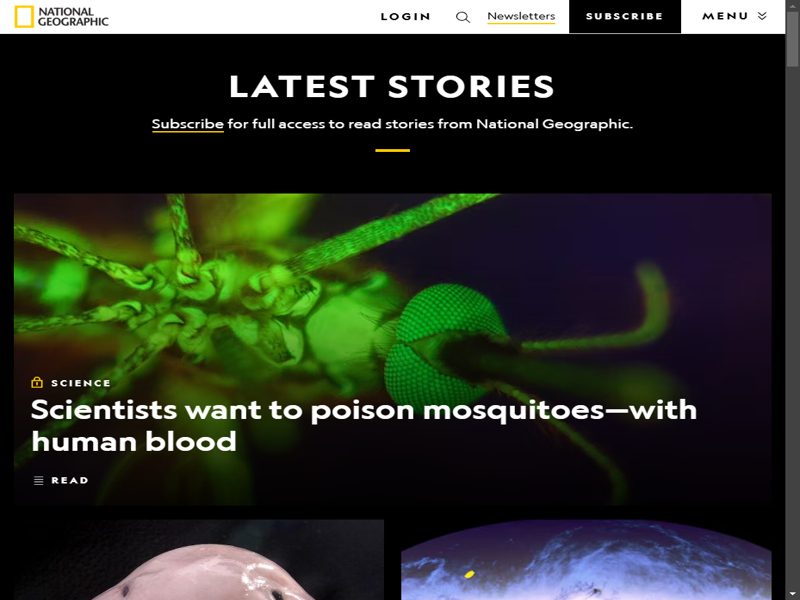 NATIONAL
GEOGRAPHIC
LOGIN
Newsletters
SUBSCRIBE
MENU
LATEST STORIES
Subscribe for full access to read stories from National Geographic.
SCIENCE
Scientists want to poison mosquitoes—with
human blood
READ